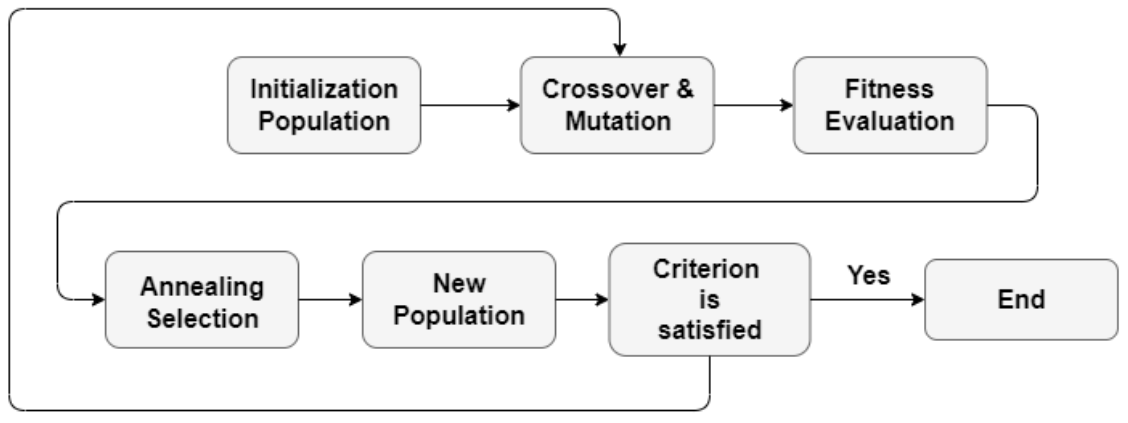 Initialization
Population
Crossover &
Mutation
Fitness
Evaluation
Annealing
Selection
New
Population
Criterion
is
satisfied
Yes
End